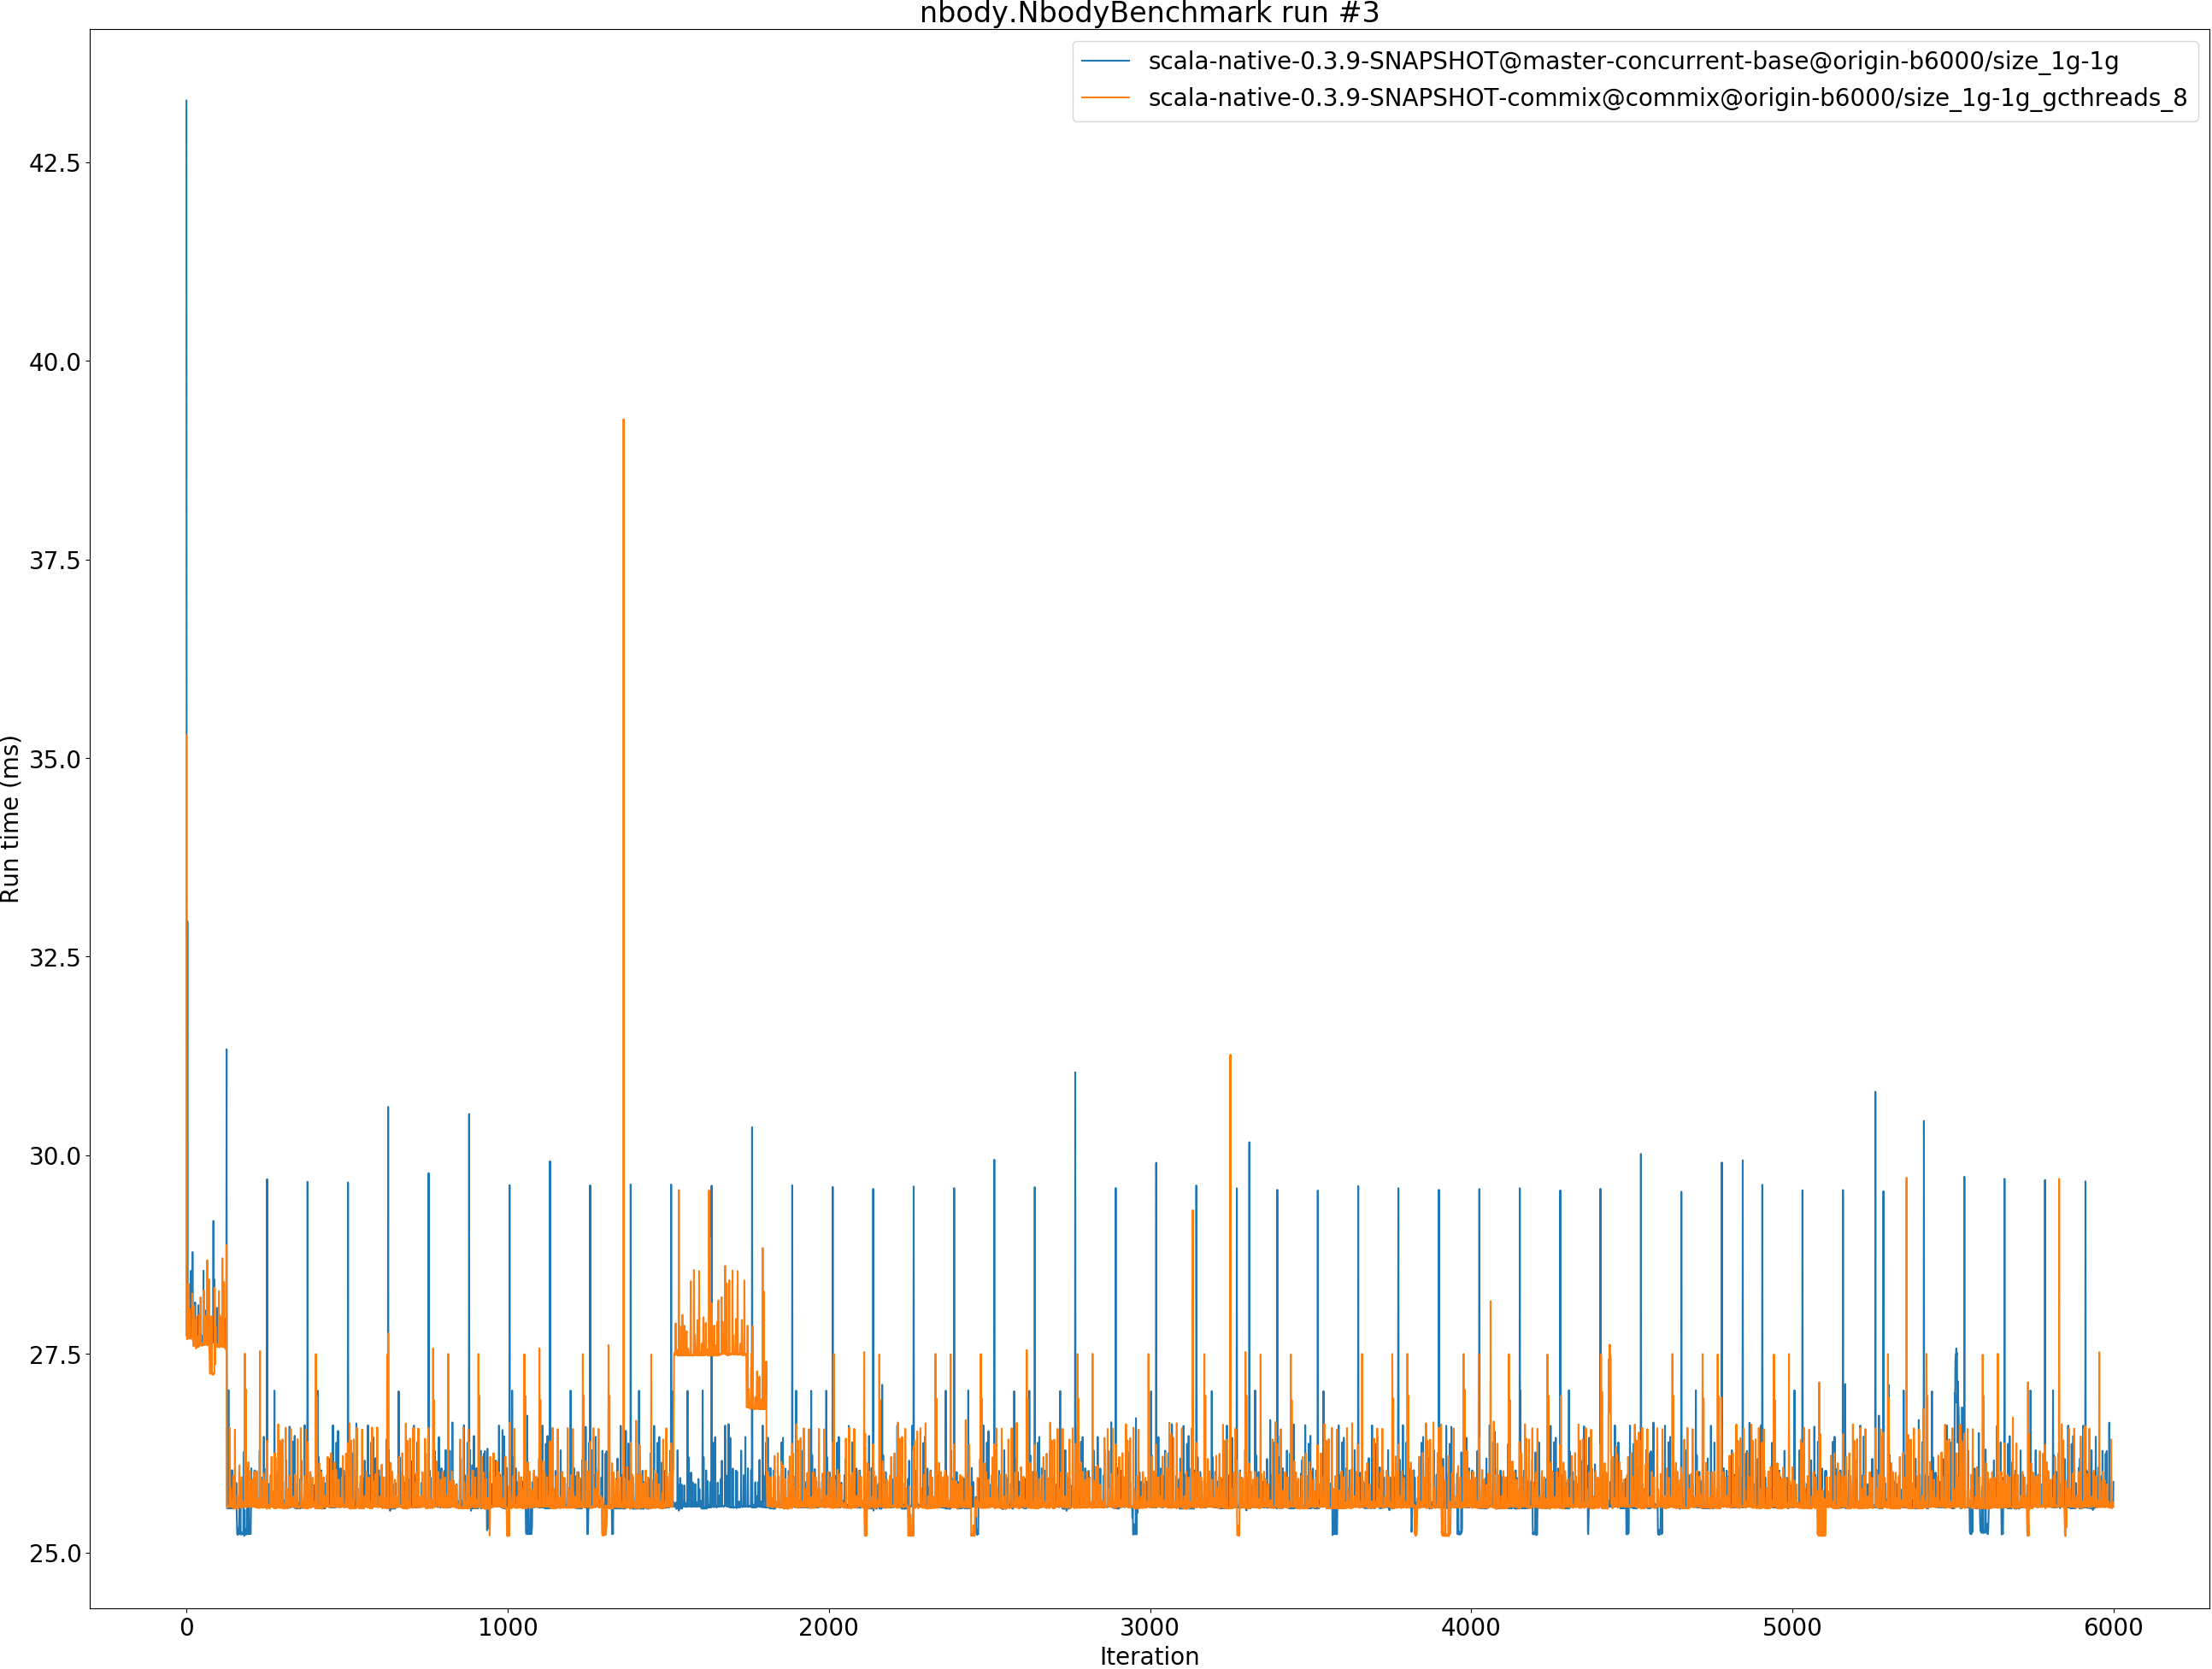 nbody.NbodyBenchmark run #3
scala-native-0.3.9-SNAPSHOT@master-concurrent-base@origin-b6000/size_1g-1g
scala-native-0.3.9-SNAPSHOT-commix@commix@origin-b6000/size_1g-1g_gcthreads_8
42.5
40.0
37.5
35.0
32.5
30.0
27.5
25.0
Run time (ms)
0 1000 2000 3000 4000 5000 6000
Iteration